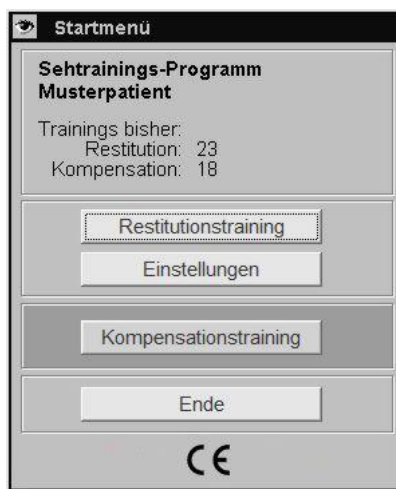 Startmenü
Sehtrainings-Programm
Musterpatient
Trainings bisher:
Restitution: 23
Kompensation: 18
Restitutionstraining
Einstellungen
Kompensationstraining
Ende
CE